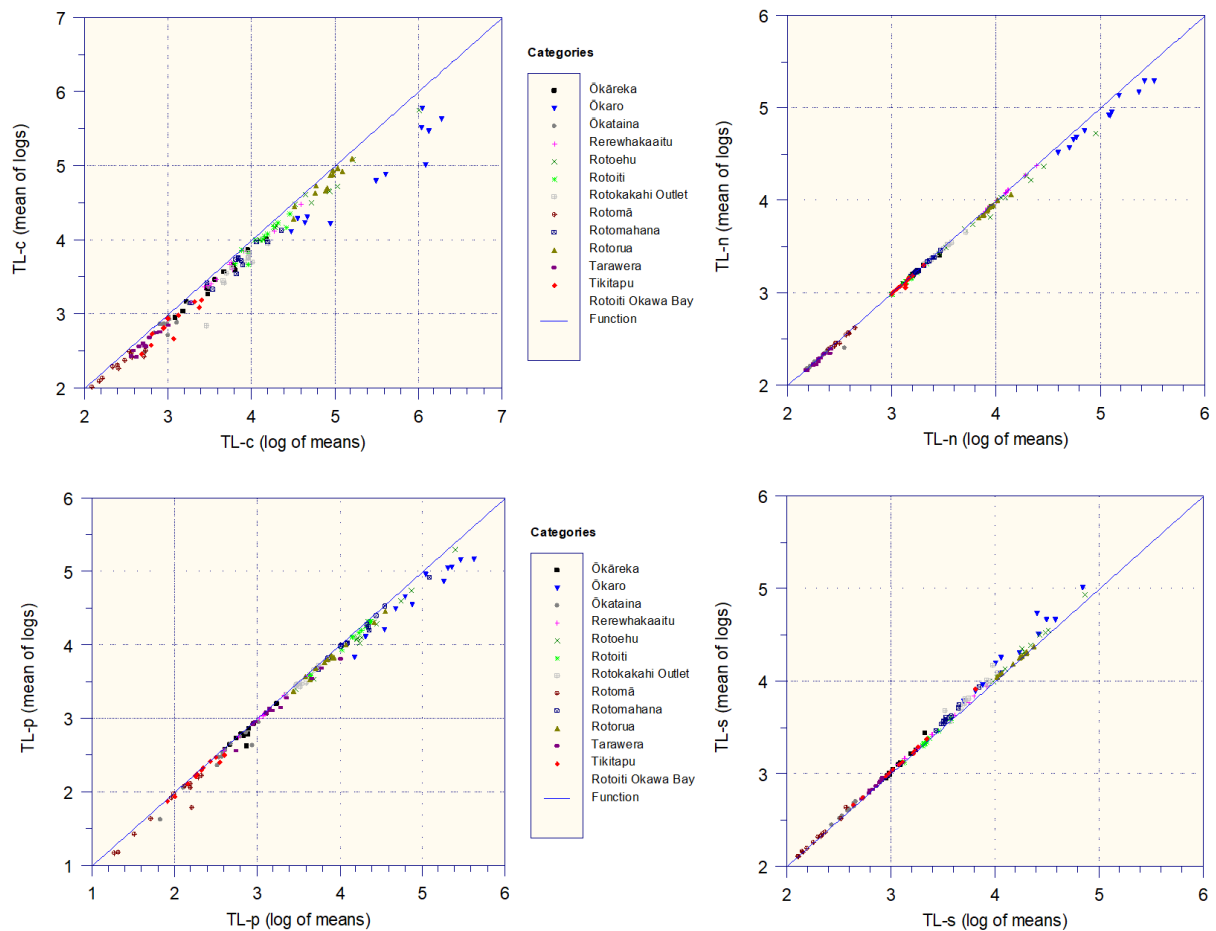 7
6
5
4
3
2
2
3
4
5
6
7
TL-c (mean of logs)
TL-c (log of means)
Categories
Ōkāreka
Ōkaro
Ōkataina
Rerewhakaaitu
Rotoehu
Rotoiti
Rotokakahi Outlet
Rotomā
Rotomahana
Rotorua
Tarawera
Tikitapu
Rotoiti Okawa Bay
Function
6
5
4
3
2
2
3
4
5
6
TL-n (mean of logs)
TL-n (log of means)
6
5
4
3
2
1
1
2
3
4
5
6
TL-p (mean of logs)
TL-p (log of means)
Categories
Ōkāreka
Ōkaro
Ōkataina
Rerewhakaaitu
Rotoehu
Rotoiti
Rotokakahi Outlet
Rotomā
Rotomahana
Rotorua
Tarawera
Tikitapu
Rotoiti Okawa Bay
Function
6
5
4
3
2
2
3
4
5
6
TL-s (mean of logs)
TL-s (log of means)